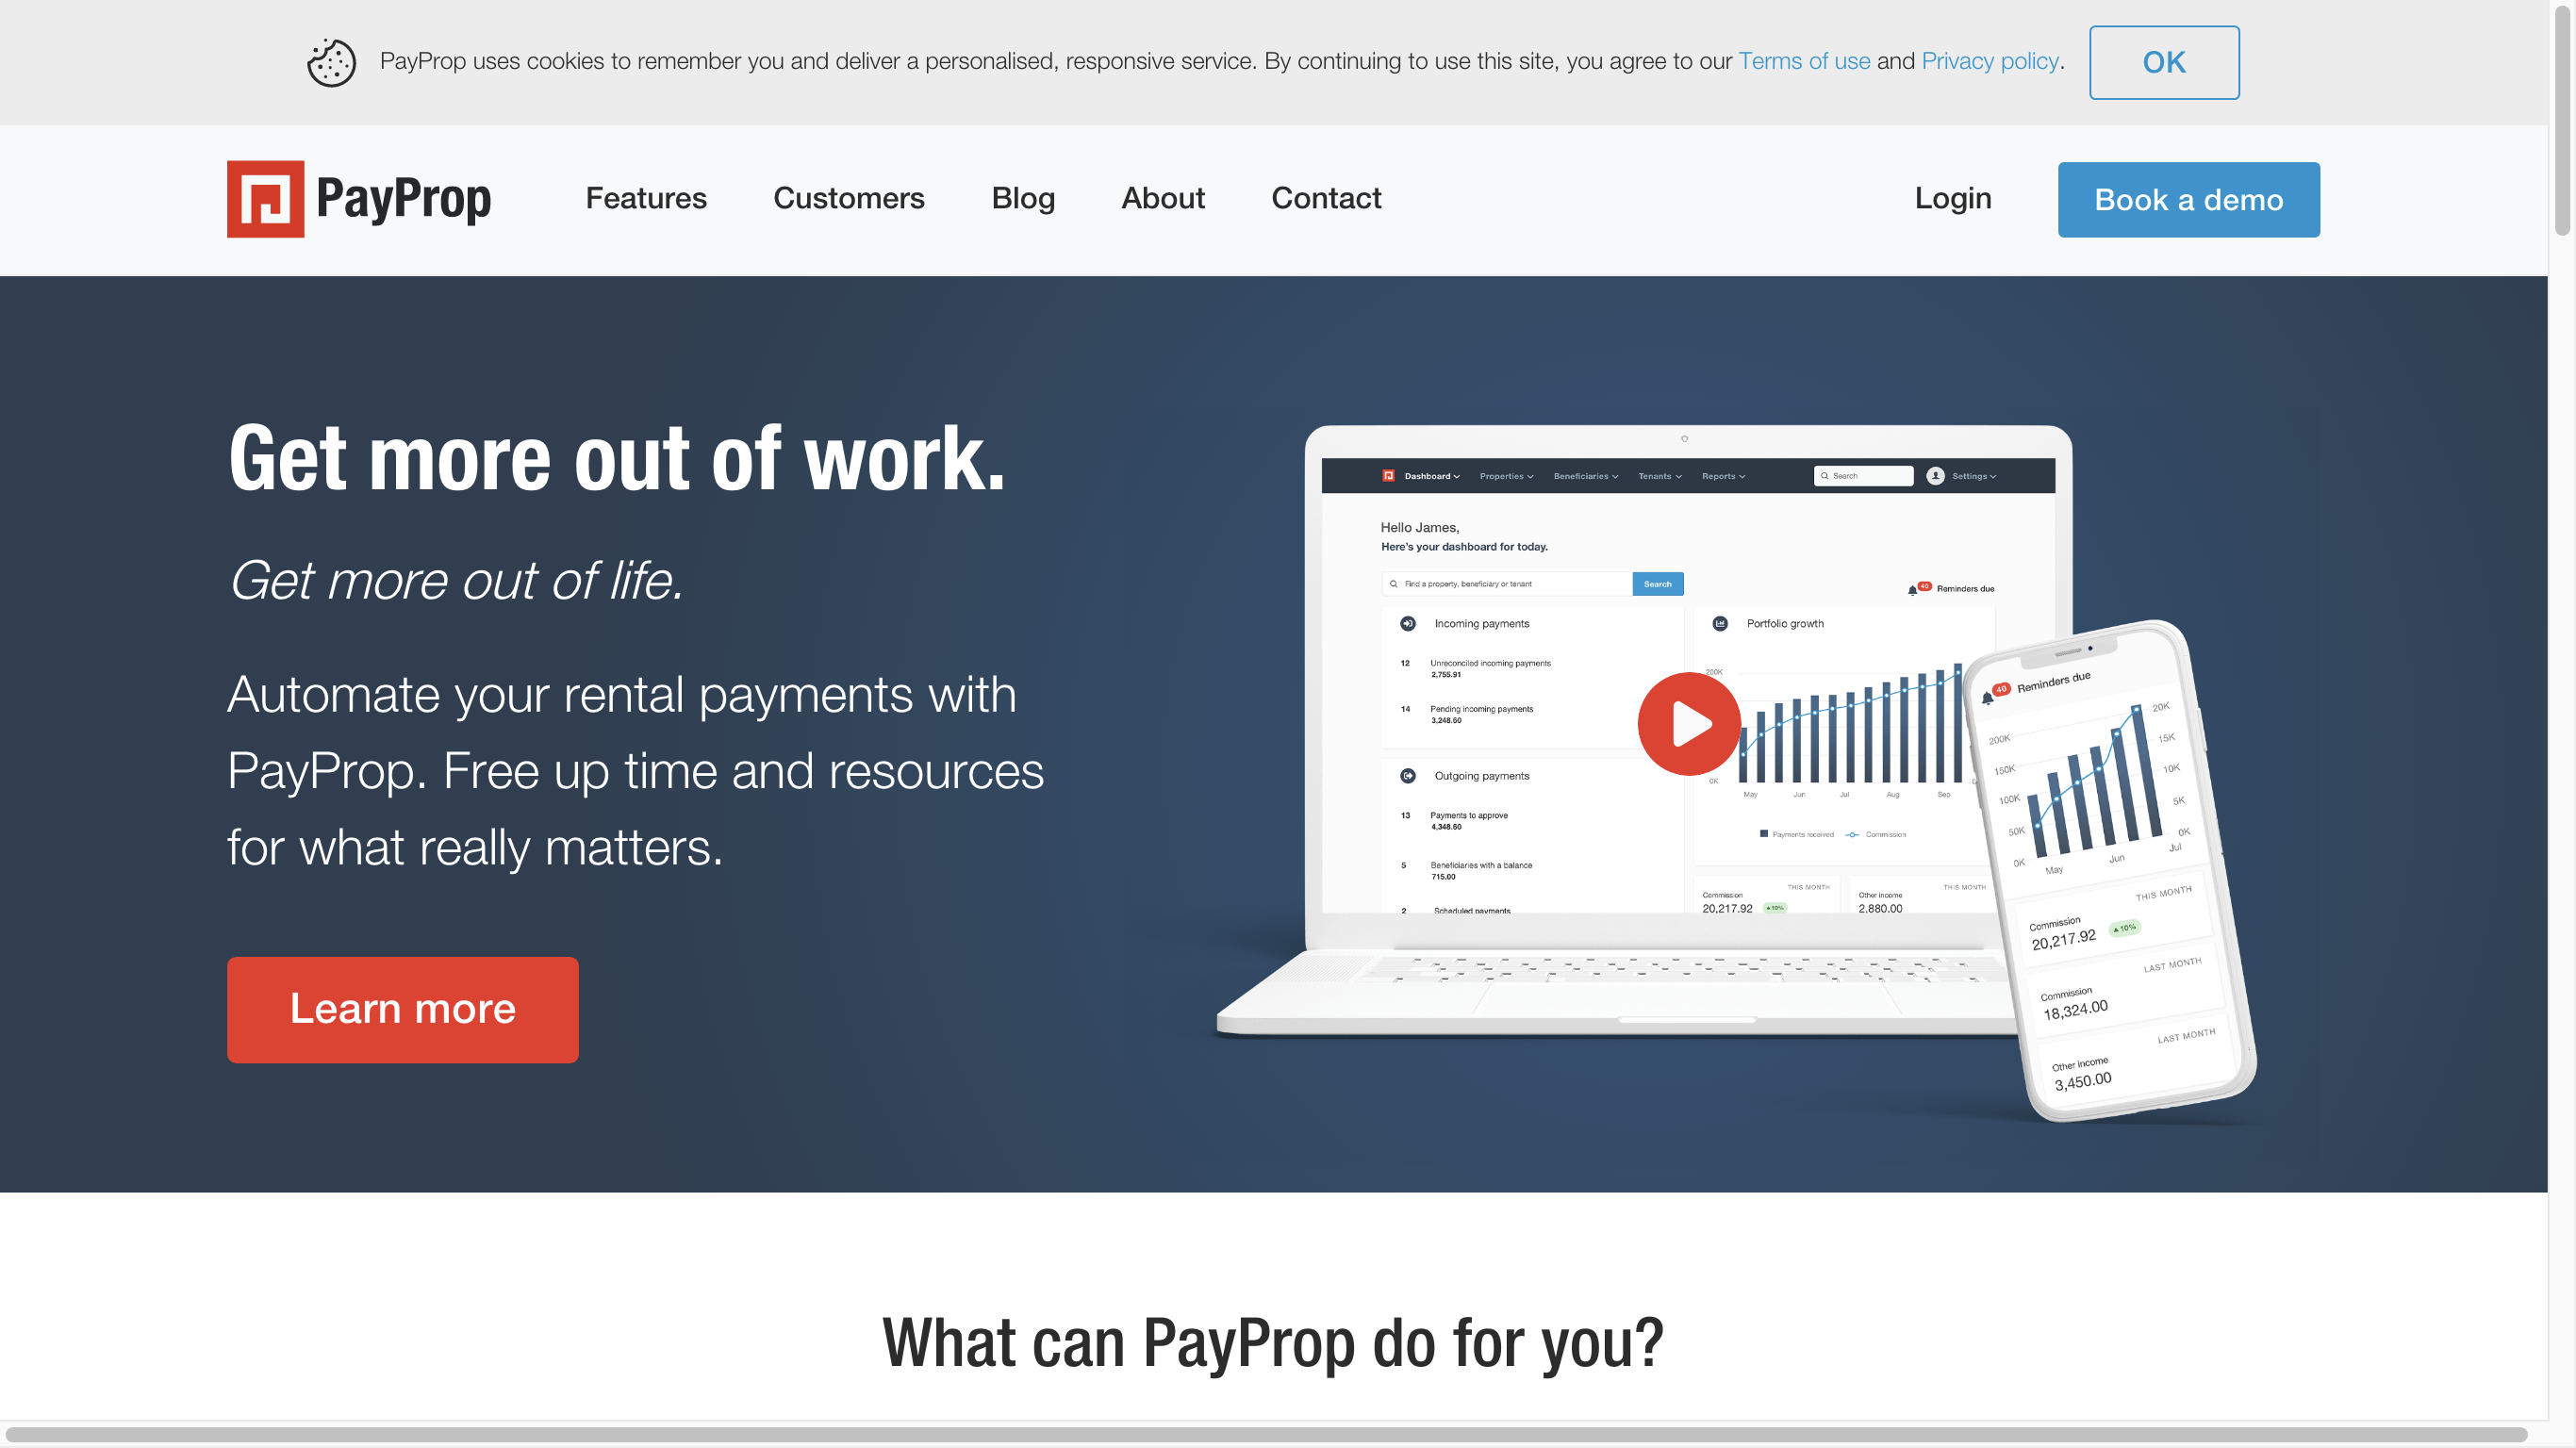 PayProp uses cookies to remember you and deliver a personalised, responsive service. By continuing to use this site, you agree to our Terms of use and Privacy policy.
OK
PayProp
Features
Customers
Blog
About
Contact
Login
Book a demo
Get more out of work.
Get more out of life.
Automate your rental payments with
PayProp. Free up time and resources
for what really matters.
Learn more
Dashboard
Properties
Beneficiaries
Tenants
Reports
Search
Settings
Hello James,
Here's your dashboard for today.
Find a property, beneficiary or tenant
Search
40
Reminders due
Incoming payments
12
Unreconciled incoming payments
2,755.91
14
Pending incoming payments
3,248.60
Outgoing payments
13
Payments to approve
4,348.60
5
Beneficiaries with a balance
715.00
2
Scheduled payments
Portfolio growth
200K
0K
May
Jun
Jul
Aug
Sep
Payments received
Commission
THIS MONTH
Commission
20,217.92
10%
THIS MONTH
Other income
2,880.00
40
Reminders due
200K
150K
100K
50K
0K
20K
15K
10K
5K
0K
May
Jun
Jul
THIS MONTH
Commission
20,217.92
10%
LAST MONTH
Commission
18,324.00
LAST MONTH
Other income
3,450.00
What can PayProp do for you?